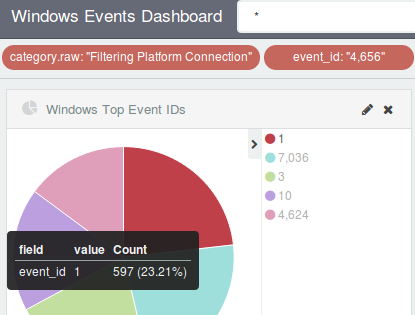 Windows Events Dashboard
*
category.raw: "Filtering Platform Connection"
event_id: "4,656"
Windows Top Event IDs
1
7,036
3
10
4,624
field value Count
event_id 1 597 (23.21%)